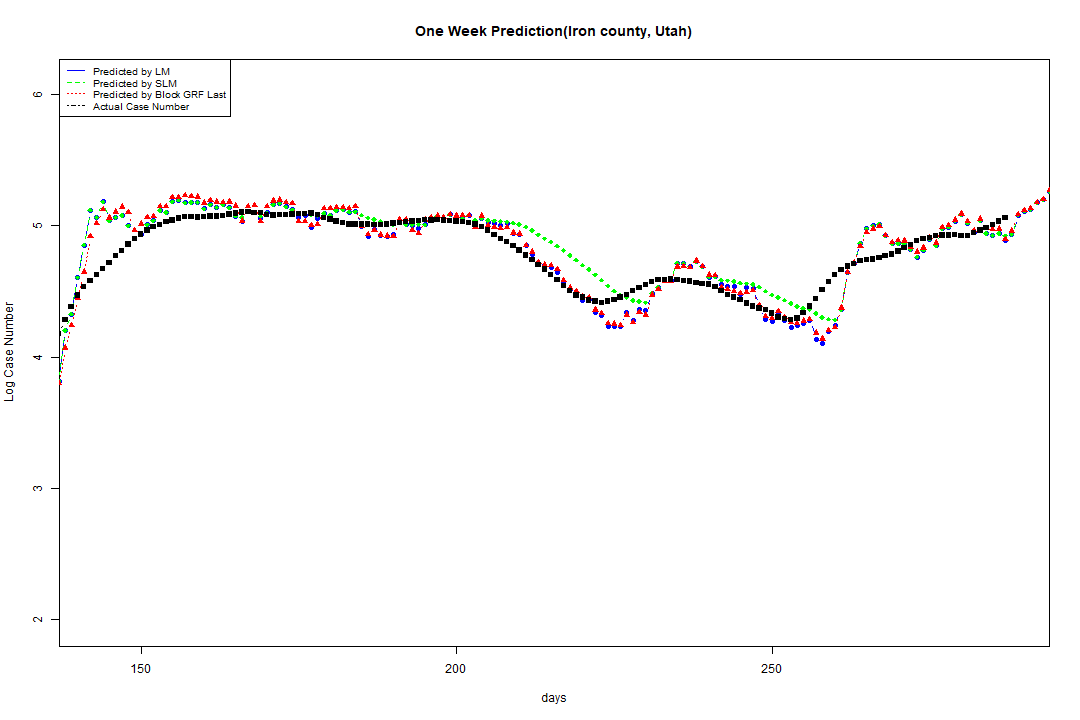 One Week Prediction(Iron county, Utah)
Predicted by LM
Predicted by SLM
Predicted by Block GRF Last
Actual Case Number
6
5
4
3
2
Log Case Number
150 200 250
days